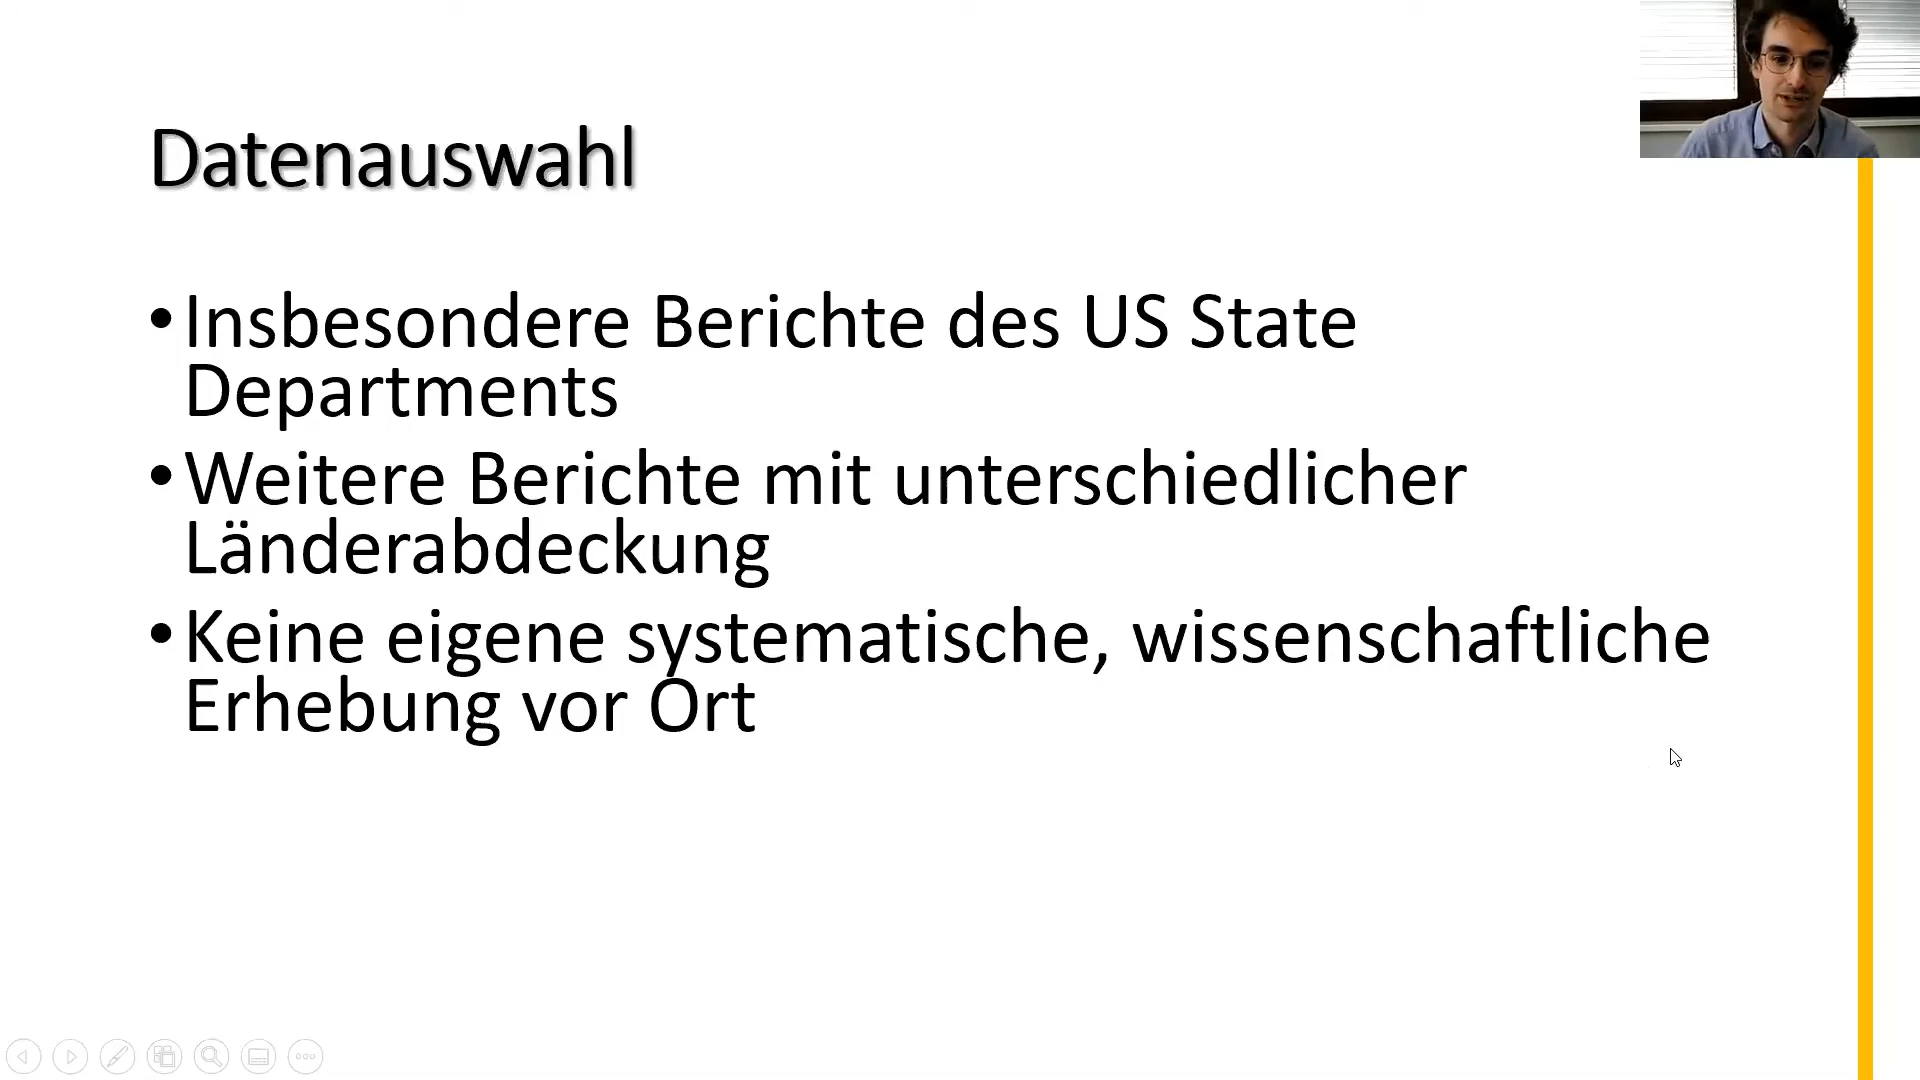 Datenauswahl
• Insbesondere Berichte des US State
Departments
• Weitere Berichte mit unterschiedlicher
Länderabdeckung
• Keine eigene systematische, wissenschaftliche
Erhebung vor Ort